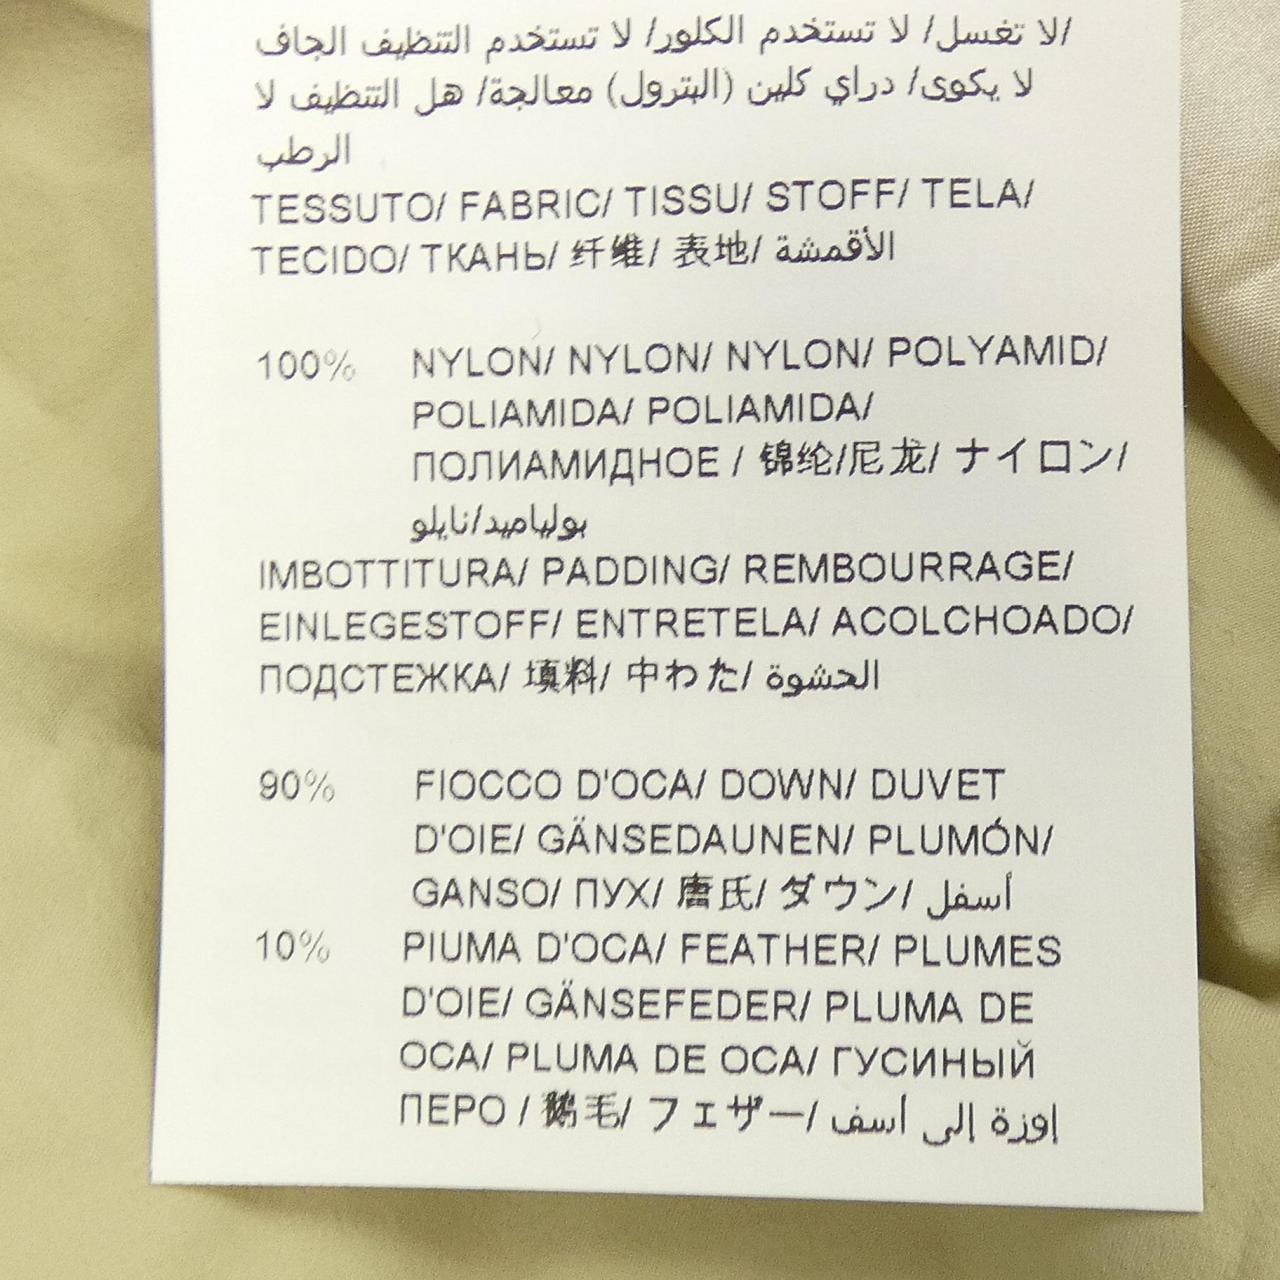 لا تغسل/ لا تستخدم الكلور/ لا تستخدم التنظيف الجاف/
لا يكوى/ دراي كلين (البترول) معالجة/ هل التنظيف لا
الرطب
TESSUTO/ FABRIC/ TISSU/ STOFF/ TELA/
TECIDO/ ТКАНЬ/ 纤维/ 表地/ الأقمشة
100% NYLON/ NYLON/ NYLON/ POLYAMID/
POLIAMIDA/ POLIAMIDA/
ПОЛИАМИДНОЕ / 锦纶/尼龙/ ナイロン/
بولياميد/نايلو
IMBOTTITURA/ PADDING/ REMBOURRAGE/
EINLEGESTOFF/ ENTRETELA/ ACOLCHOADO/
ПОДСТЕЖКА/ 填料/ 中わた/ الحشوة
90% FIOCCO D'OCA/ DOWN/ DUVET
D'OIE/ GÄNSEDAUNEN/ PLUMÓN/
GANSO/ ПУХ/ 唐氏/ ダウン/ أسفل
10% PIUMA D'OCA/ FEATHER/ PLUMES
D'OIE/ GÄNSEFEDER/ PLUMA DE
OCA/ PLUMA DE OCA/ ГУСИНЫЙ
ПЕРО / 鹅毛/ フェザー/ إوزة إلى أسف